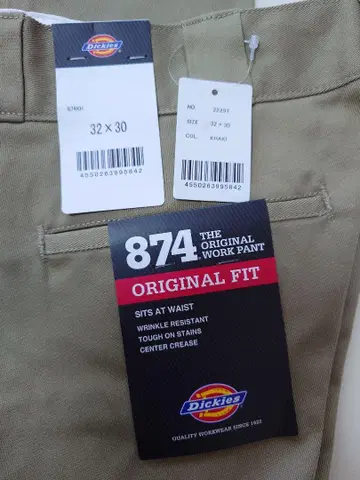 Dickies
32 × 30
4550263995842
NO. 22297
SIZE 32 × 30
COL. KHAKI
4550263995842
874 THE ORIGINAL WORK PANT
ORIGINAL FIT
SITS AT WAIST
WRINKLE RESISTANT
TOUGH ON STAINS
CENTER CREASE
Dickies
QUALITY WORKWEAR SINCE 1922